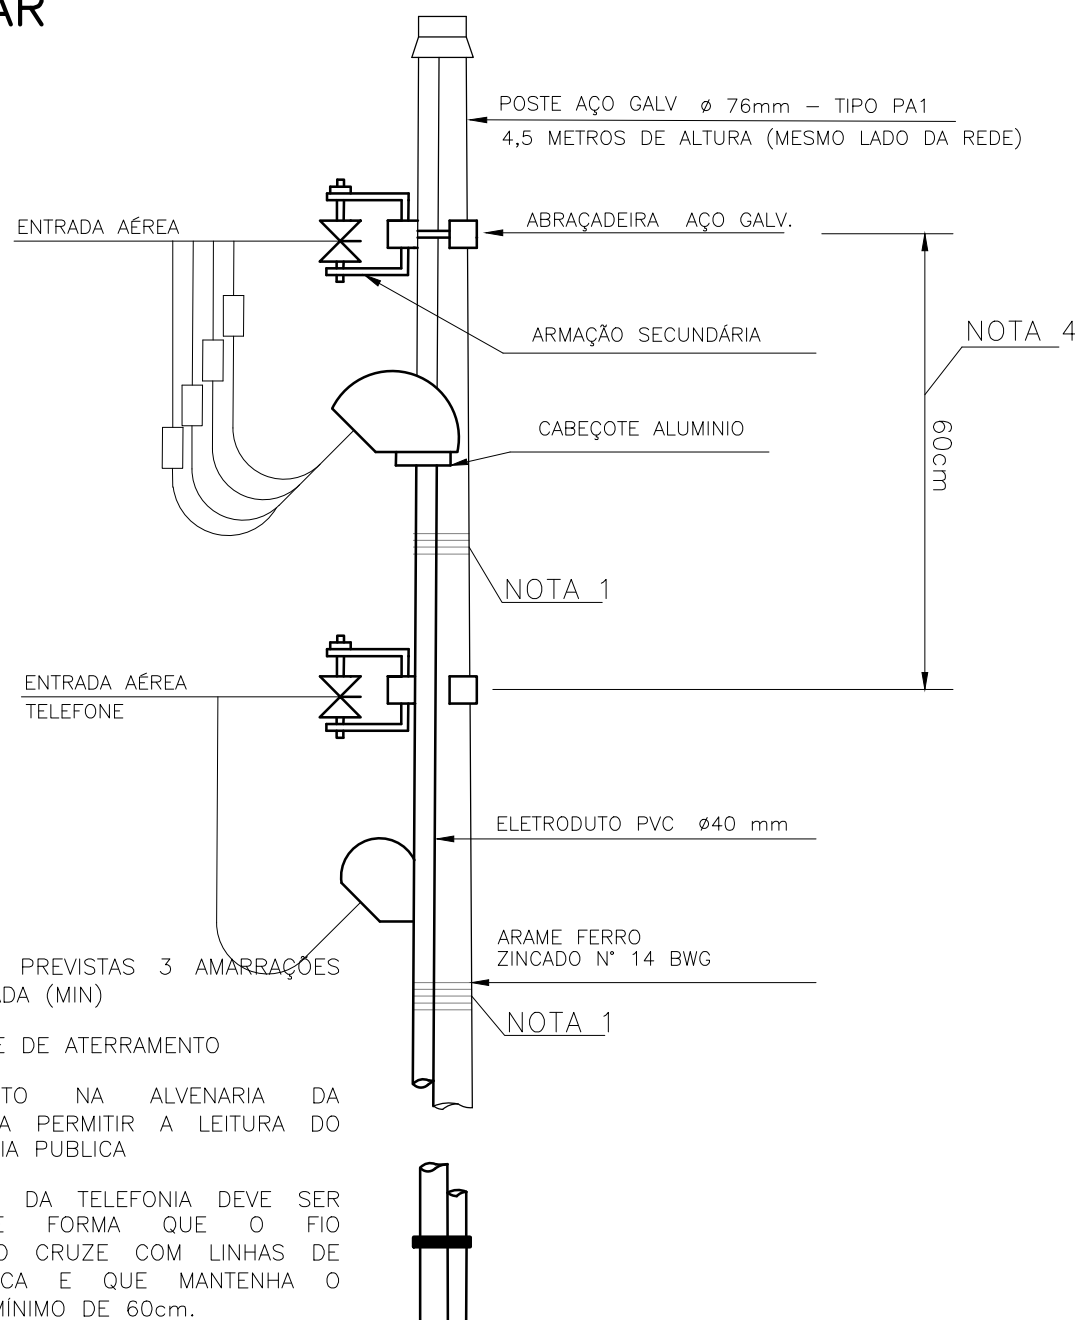 AR
POSTE AÇO GALV ø 76mm – TIPO PA1
4,5 METROS DE ALTURA (MESMO LADO DA REDE)
ENTRADA AÉREA
ABRAÇADEIRA AÇO GALV.
ARMAÇÃO SECUNDÁRIA
NOTA 4
CABEÇOTE ALUMINIO
60cm
NOTA 1
ENTRADA AÉREA
TELEFONE
ELETRODUTO PVC ø40 mm
ARAME FERRO
ZINCADO N° 14 BWG
NOTA 1
PREVISTAS 3 AMARRAÇÕES
ADA (MIN)
E DE ATERRAMENTO
TO NA ALVENARIA DA
A PERMITIR A LEITURA DO
IA PUBLICA
DA TELEFONIA DEVE SER
E FORMA QUE O FIO
O CRUZE COM LINHAS DE
CA E QUE MANTENHA O
MÍNIMO DE 60cm.